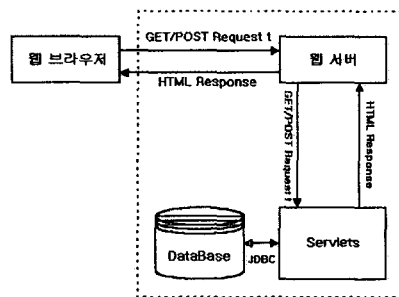 GET/POST Request t
웹 브라우저
웹 서버
HTML Response
GET/POST Request t
HTML Response
DataBase
JDBC
Servlets